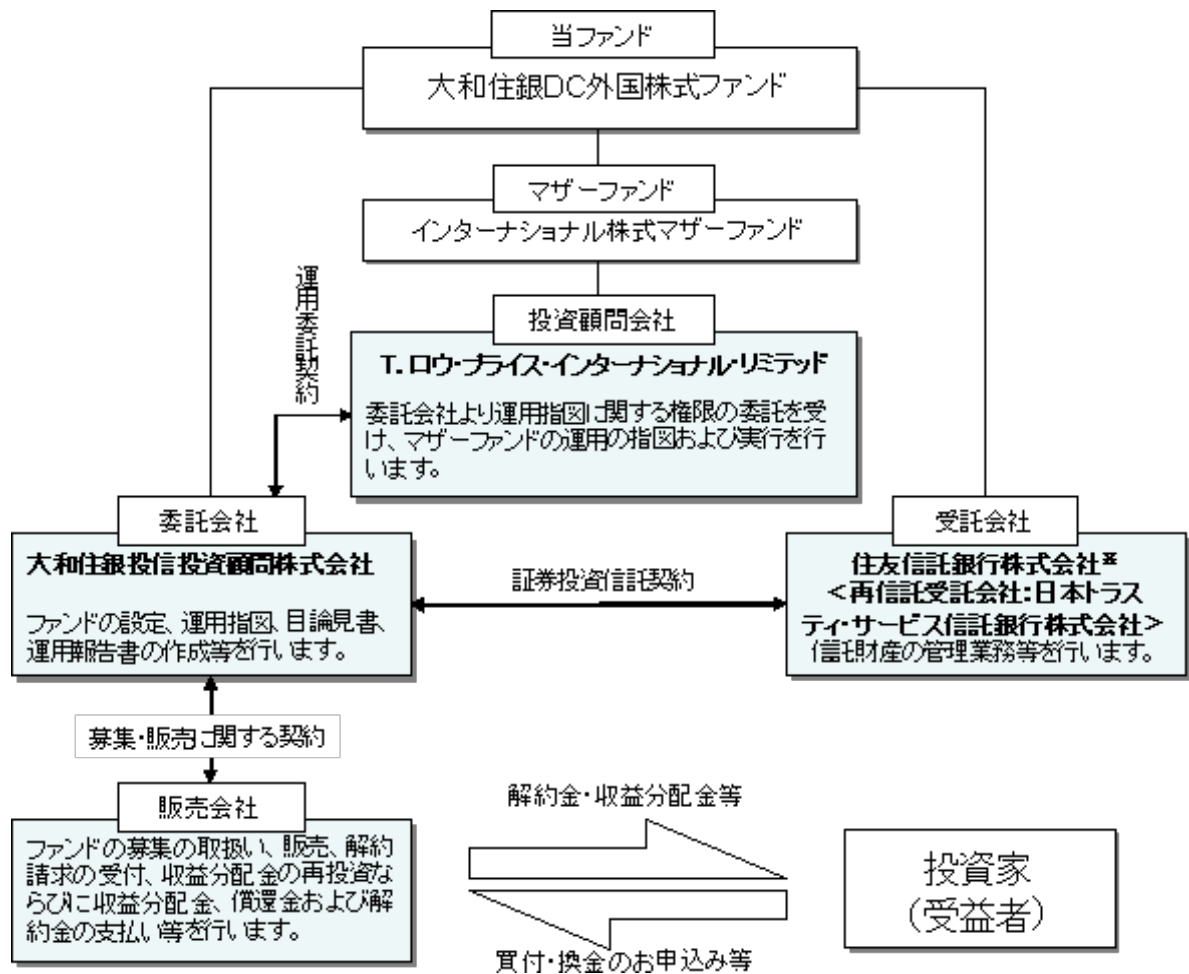 当ファンド
大和住銀DC外国株式ファンド
マザーファンド
インターナショナル株式マザーファンド
運用委託契約
投資顧問会社
T.ロウ・プライス・インターナショナル・リミテッド
委託会社より運用指図に関する権限の委託を受
け、マザーファンドの運用の指図および実行を行
います。
委託会社
大和住銀投信投資顧問株式会社
ファンドの設定、運用指図、目論見書、
運用報告書の作成等を行います。
証券投資信託契約
受託会社
住友信託銀行株式会社※
<再信託受託会社:日本トラス
ティ・サービス信託銀行株式会社>
信託財産の管理業務等を行います。
募集・販売に関する契約
販売会社
ファンドの募集の取扱い、販売、解約
請求の受付、収益分配金の再投資な
らびに収益分配金、償還金および解
約金の支払い等を行います。
解約金・収益分配金等
買付・換金のお申込み等
投資家
(受益者)